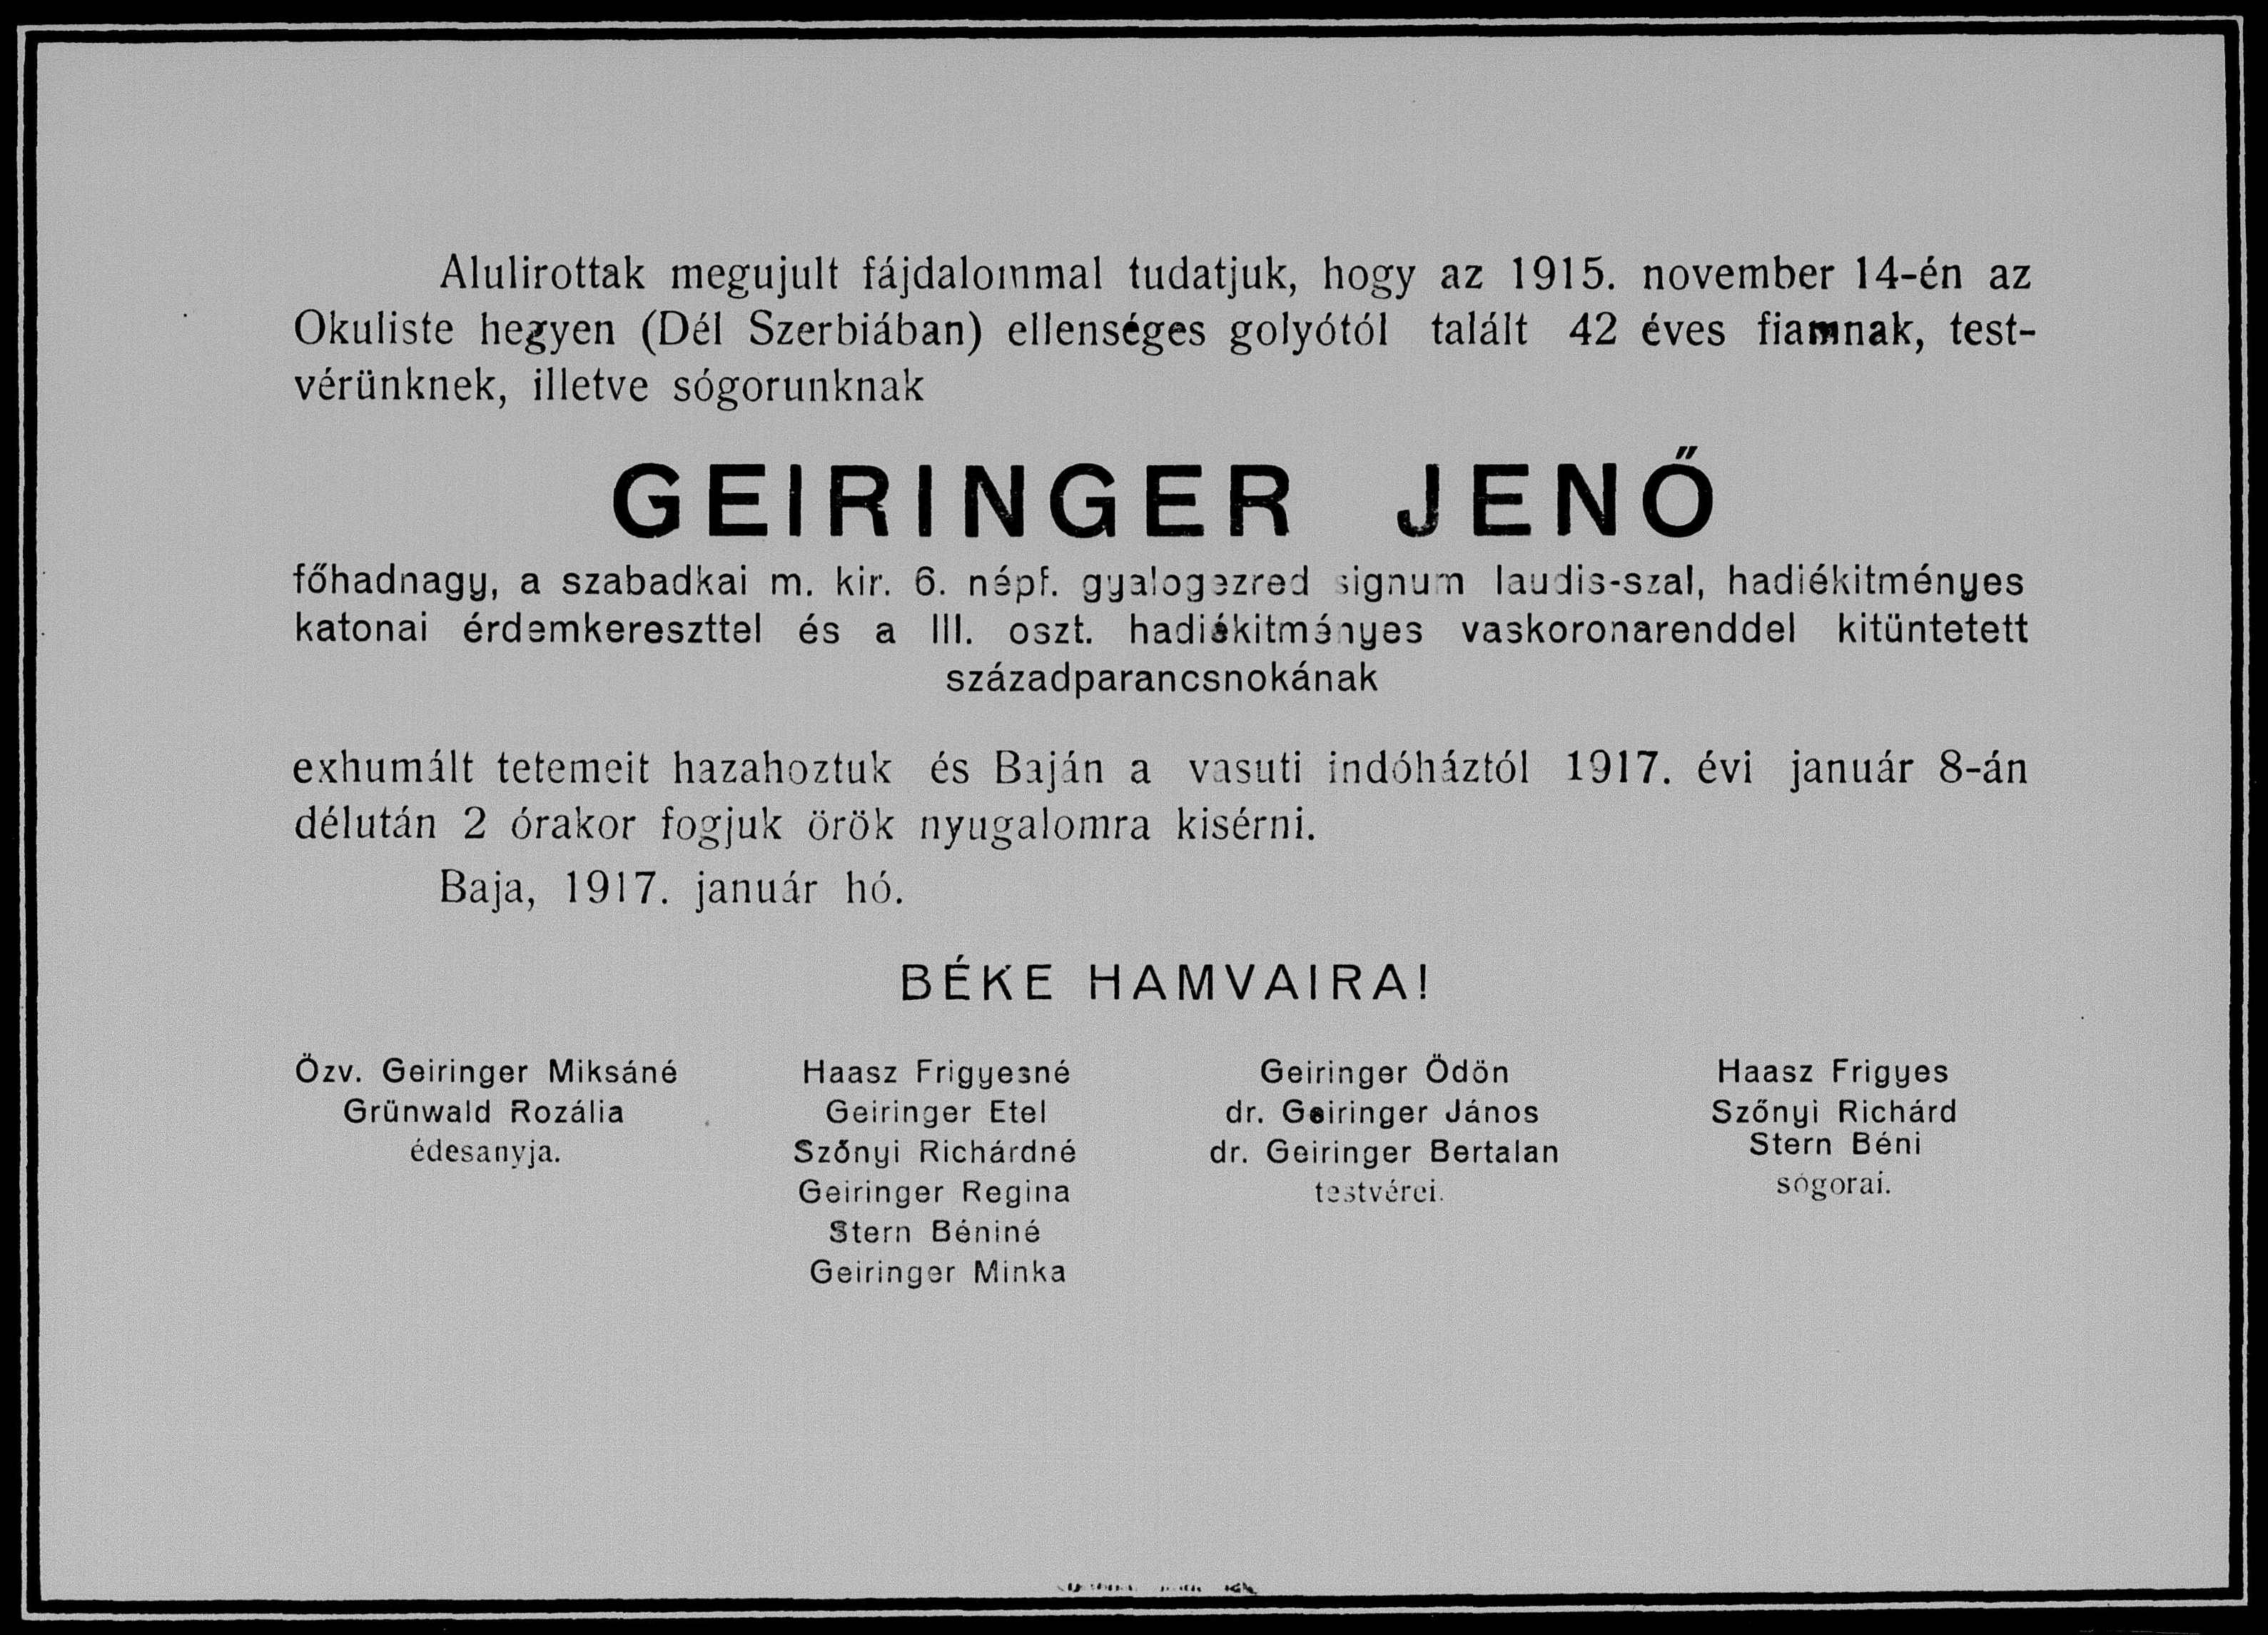 Alulirottak megujult fájdalommal tudatjuk, hogy az 1915. november 14-én az
Okuliste hegyen (Dél Szerbiában) ellenséges golyótól talált 42 éves fiamnak, test-
vérünknek, illetve sógorunknak
GEIRINGER JENŐ
főhadnagy, a szabadkai m. kir. 6. népf. gyalogezred signum laudis-szal, hadiékitményes
katonai érdemkereszttel és a III. oszt. hadiékitményes vaskoronarenddel kitüntetett
századparancsnokának
exhumált tetemeit hazahoztuk és Baján a vasuti indóháztól 1917. évi január 8-án
délután 2 órakor fogjuk örök nyugalomra kisérni.
Baja, 1917. január hó.
BÉKE HAMVAIRA!
Özv. Geiringer Miksáné
Grünwald Rozália
édesanyja.
Haasz Frigyesné
Geiringer Etel
Szőnyi Richárdné
Geiringer Regina
Stern Béniné
Geiringer Minka
Geiringer Ödön
dr. Geiringer János
dr. Geiringer Bertalan
testvérei.
Haasz Frigyes
Szőnyi Richárd
Stern Béni
sógorai.